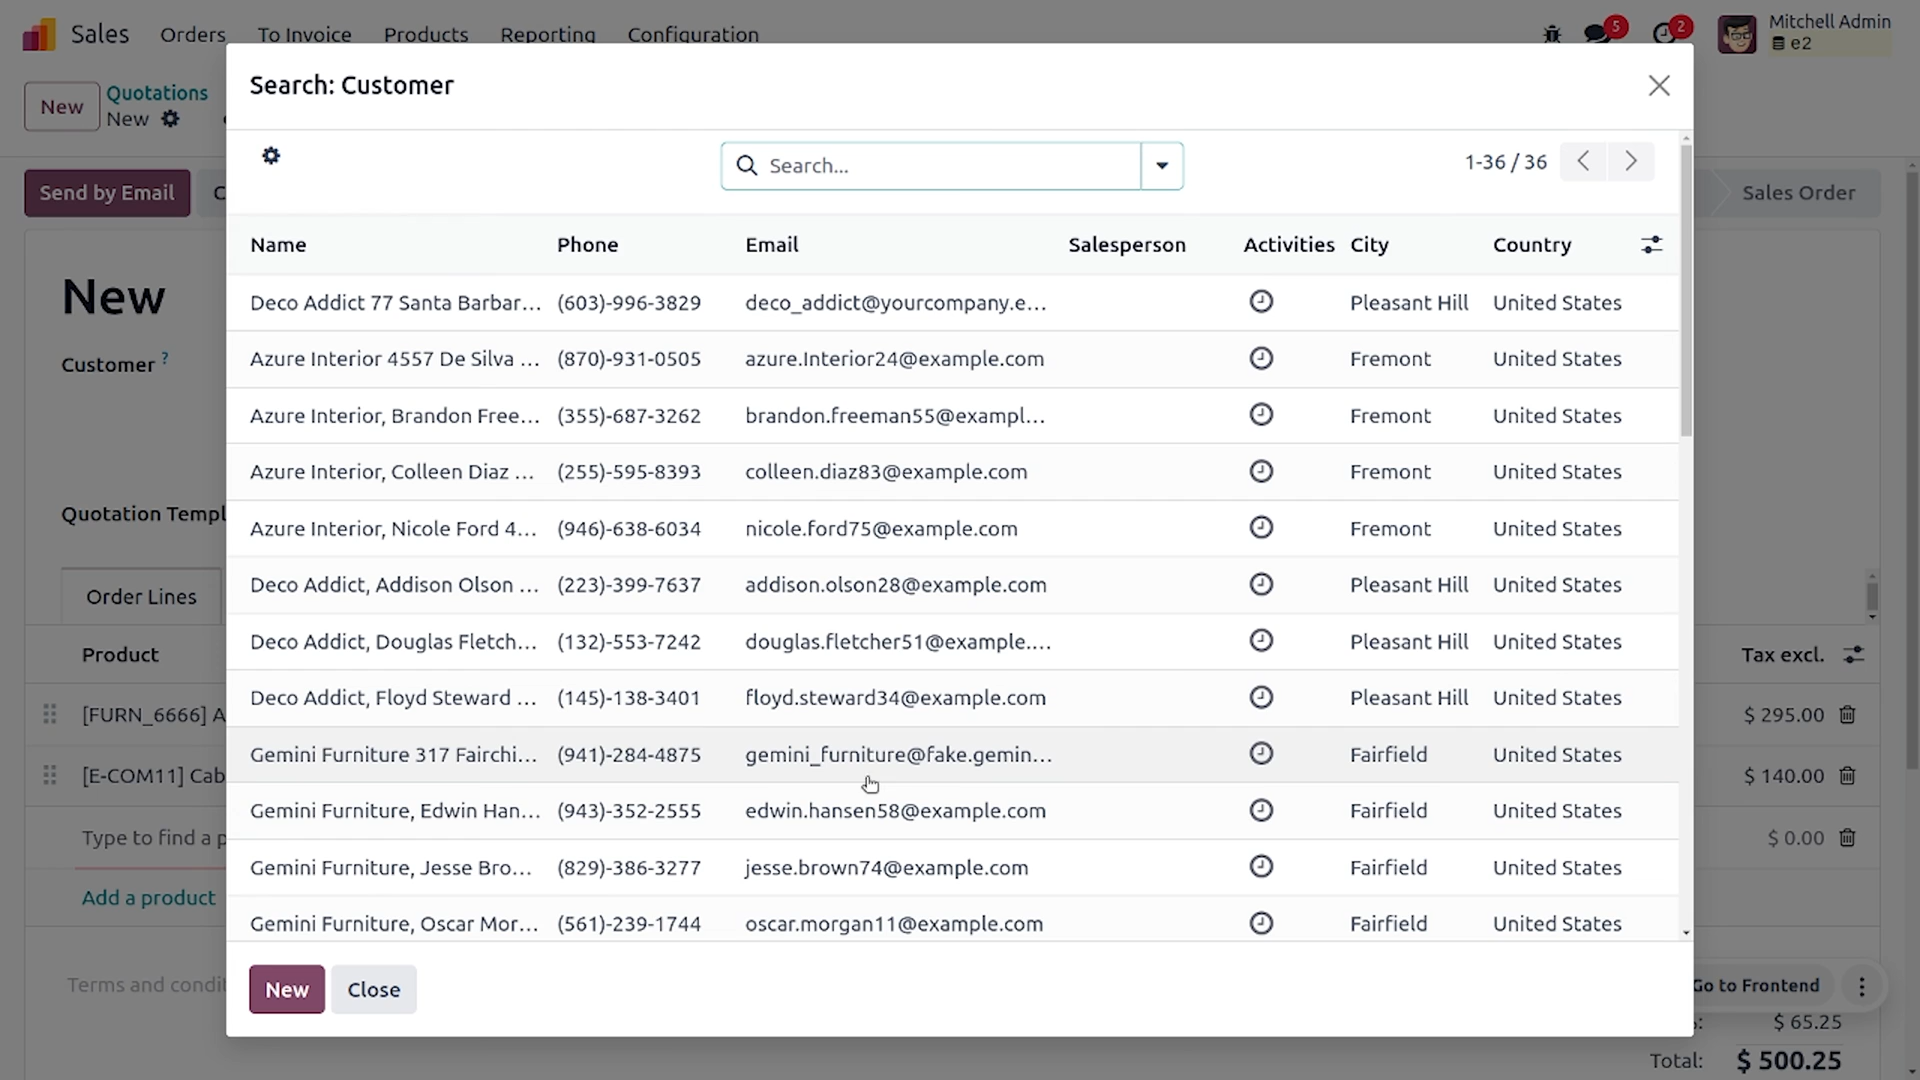 Sales Orders To Invoice Products Reporting Configuration 5 2 Mitchell Admin
e2
New Quotations
New
Send by Email C Sales Order
New
Customer ?
Quotation Templ
Order Lines
Product Tax excl.
[FURN_6666] A $ 295.00
[E-COM11] Cab $ 140.00
Type to find a p $ 0.00
Add a product
Terms and condit
Go to Frontend
$ 65.25
Total: $ 500.25
Search: Customer
Search... 1-36 / 36
Name Phone Email Salesperson Activities City Country
Deco Addict 77 Santa Barbar... (603)-996-3829 deco_addict@yourcompany.e... Pleasant Hill United States
Azure Interior 4557 De Silva ... (870)-931-0505 azure.Interior24@example.com Fremont United States
Azure Interior, Brandon Free... (355)-687-3262 brandon.freeman55@exampl... Fremont United States
Azure Interior, Colleen Diaz ... (255)-595-8393 colleen.diaz83@example.com Fremont United States
Azure Interior, Nicole Ford 4... (946)-638-6034 nicole.ford75@example.com Fremont United States
Deco Addict, Addison Olson ... (223)-399-7637 addison.olson28@example.com Pleasant Hill United States
Deco Addict, Douglas Fletch... (132)-553-7242 douglas.fletcher51@example.... Pleasant Hill United States
Deco Addict, Floyd Steward ... (145)-138-3401 floyd.steward34@example.com Pleasant Hill United States
Gemini Furniture 317 Fairchi... (941)-284-4875 gemini_furniture@fake.gemin... Fairfield United States
Gemini Furniture, Edwin Han... (943)-352-2555 edwin.hansen58@example.com Fairfield United States
Gemini Furniture, Jesse Bro... (829)-386-3277 jesse.brown74@example.com Fairfield United States
Gemini Furniture, Oscar Mor... (561)-239-1744 oscar.morgan11@example.com Fairfield United States
New Close